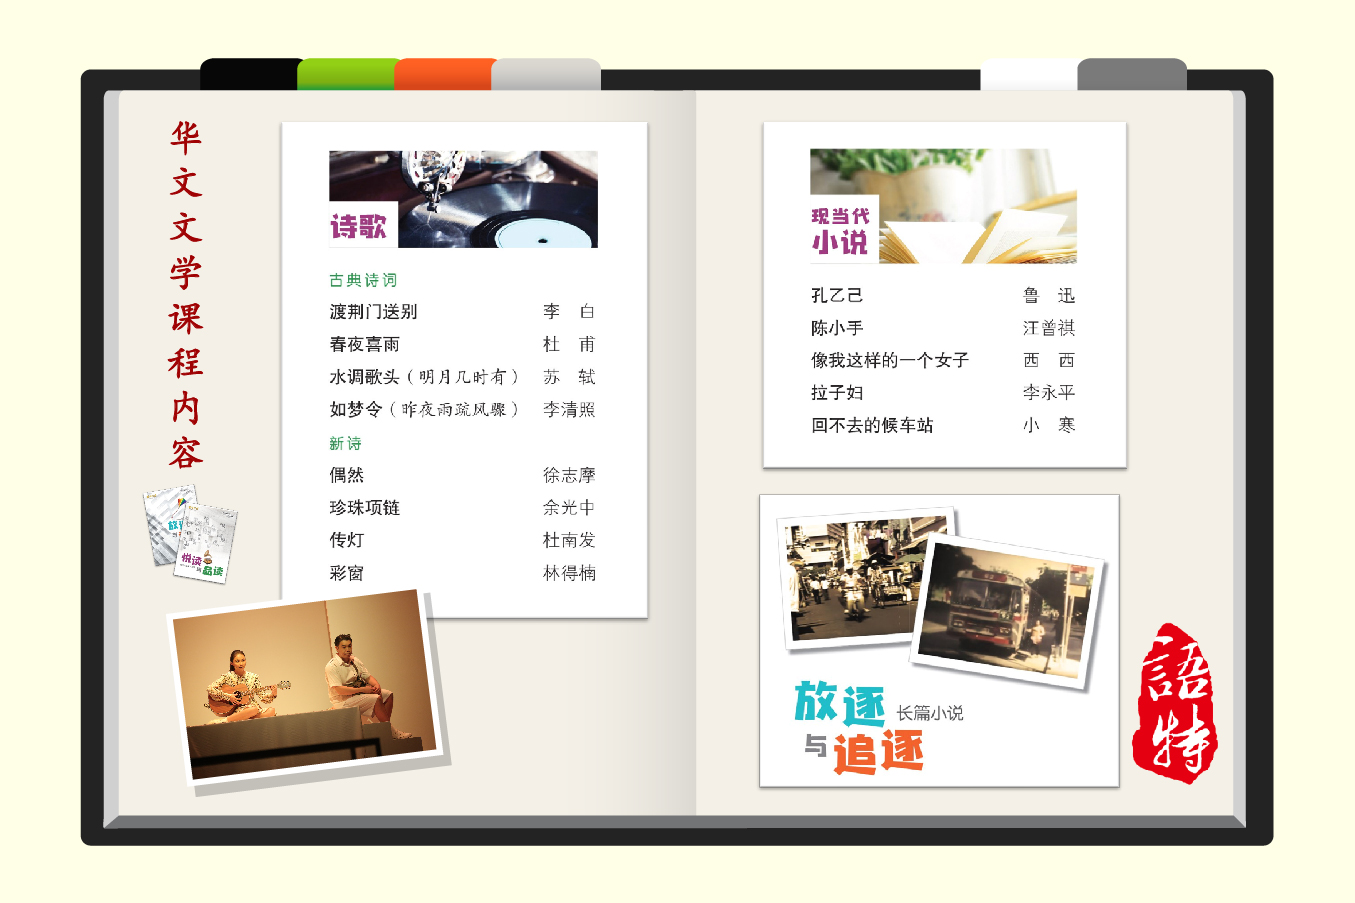 华文文学课程内容
诗歌
古典诗词
渡荆门送别 李 白
春夜喜雨 杜 甫
水调歌头（明月几时有） 苏 轼
如梦令（昨夜雨疏风骤） 李清照
新诗
偶然 徐志摩
珍珠项链 余光中
传灯 杜南发
彩窗 林得楠
放逐
悦读
品读
现当代
小说
孔乙己 鲁 迅
陈小手 汪曾祺
像我这样的一个女子 西 西
拉子妇 李永平
回不去的候车站 小 寒
放逐 长篇小说
与追逐
語特